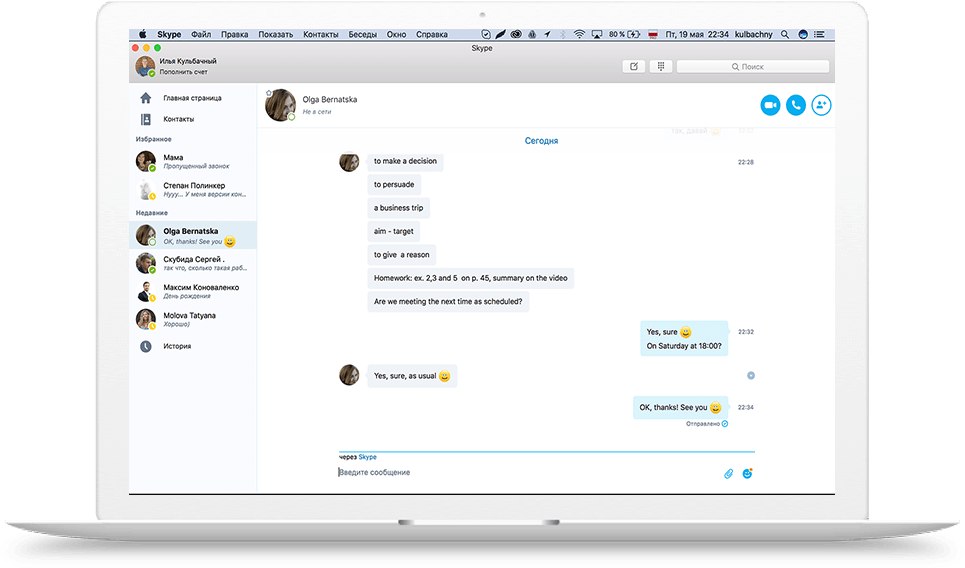 Skype Файл Правка Показать Контакты Беседы Окно Справка 80 % Пт, 19 мая 22:34 kulbachny
Skype
Илья Кульбачный
Пополнить счет
Поиск
Главная страница
Контакты
Избранное
Мама
Пропущенный звонок
Степан Полинкер
Нууу... У меня версии кон...
Недавние
Olga Bernatska
OK, thanks! See you
Скубида Сергей .
так что, сколько такая раб...
Максим Коноваленко
День рождения
Molova Tatyana
Хорошо)
История
Olga Bernatska
Не в сети
так, давай
Сегодня
to make a decision 22:28
to persuade
a business trip
aim - target
to give a reason
Homework: ex. 2,3 and 5 on p. 45, summary on the video
Are we meeting the next time as scheduled?
Yes, sure 22:32
On Saturday at 18:00?
Yes, sure, as usual
OK, thanks! See you 22:34
Отправлено
через Skype
Введите сообщение